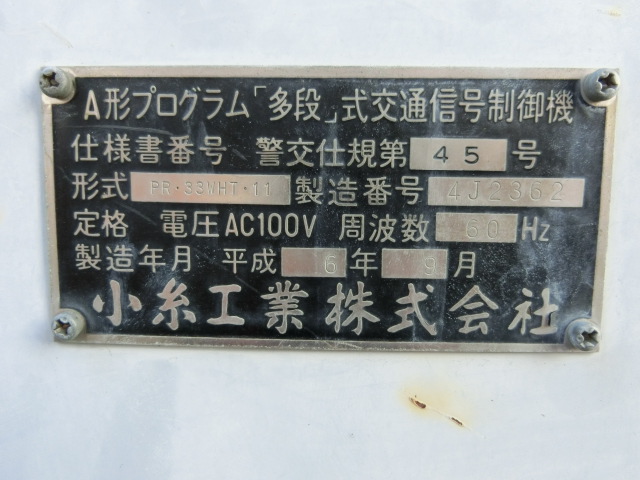 A形プログラム「多段」式交通信号制御機
仕様書番号 警交仕規第 45 号
形式 PR・33WHT・11 製造番号 4J2362
定格 電圧AC100V 周波数 60 Hz
製造年月 平成 6 年 9 月
小糸工業株式会社